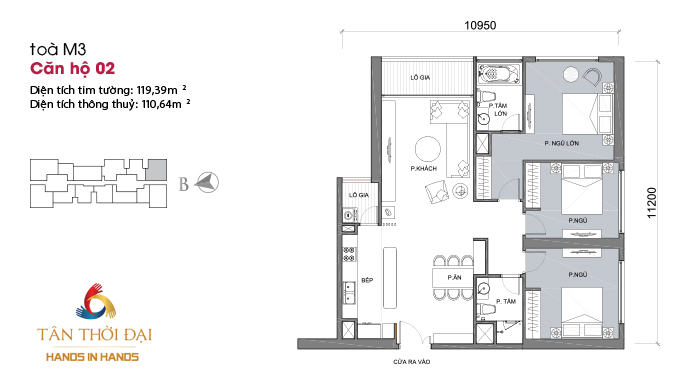 toà M3
Căn hộ 02
Diện tích tim tường: 119,39m ²
Diện tích thông thuỷ: 110,64m ²
B
TÂN THỜI ĐẠI
HANDS IN HANDS
10950
11200
LÔ GIA
P.TẮM
LỚN
P. NGỦ LỚN
P.KHÁCH
LÔ GIA
P.NGỦ
BẾP
P.ĂN
P.NGỦ
P. TẮM
CỬA RA VÀO